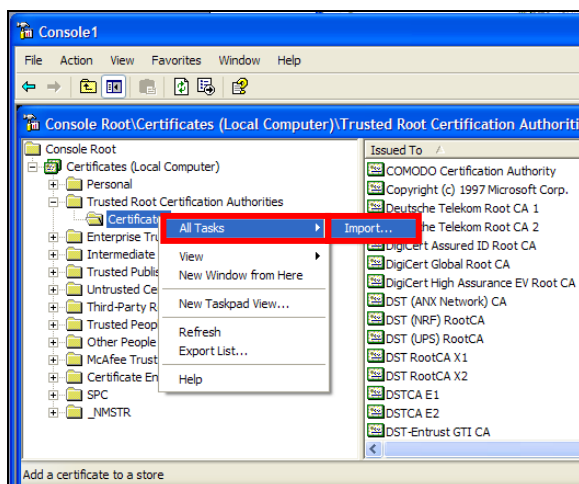 Console1
File Action View Favorites Window Help
Console Root\Certificates (Local Computer)\Trusted Root Certification Authoriti
Console Root
Certificates (Local Computer)
Personal
Trusted Root Certification Authorities
Certificat
Enterprise Tru
Intermediate
Trusted Publis
Untrusted Ce
Third-Party R
Trusted Peop
Other People
McAfee Trust
Certificate En
SPC
_NMSTR
All Tasks
Import...
View
New Window from Here
New Taskpad View...
Refresh
Export List...
Help
Issued To
COMODO Certification Authority
Copyright (c) 1997 Microsoft Corp.
Deutsche Telekom Root CA 1
che Telekom Root CA 2
DigiCert Assured ID Root CA
DigiCert Global Root CA
DigiCert High Assurance EV Root CA
DST (ANX Network) CA
DST (NRF) RootCA
DST (UPS) RootCA
DST RootCA X1
DST RootCA X2
DSTCA E1
DSTCA E2
DST-Entrust GTI CA
Add a certificate to a store